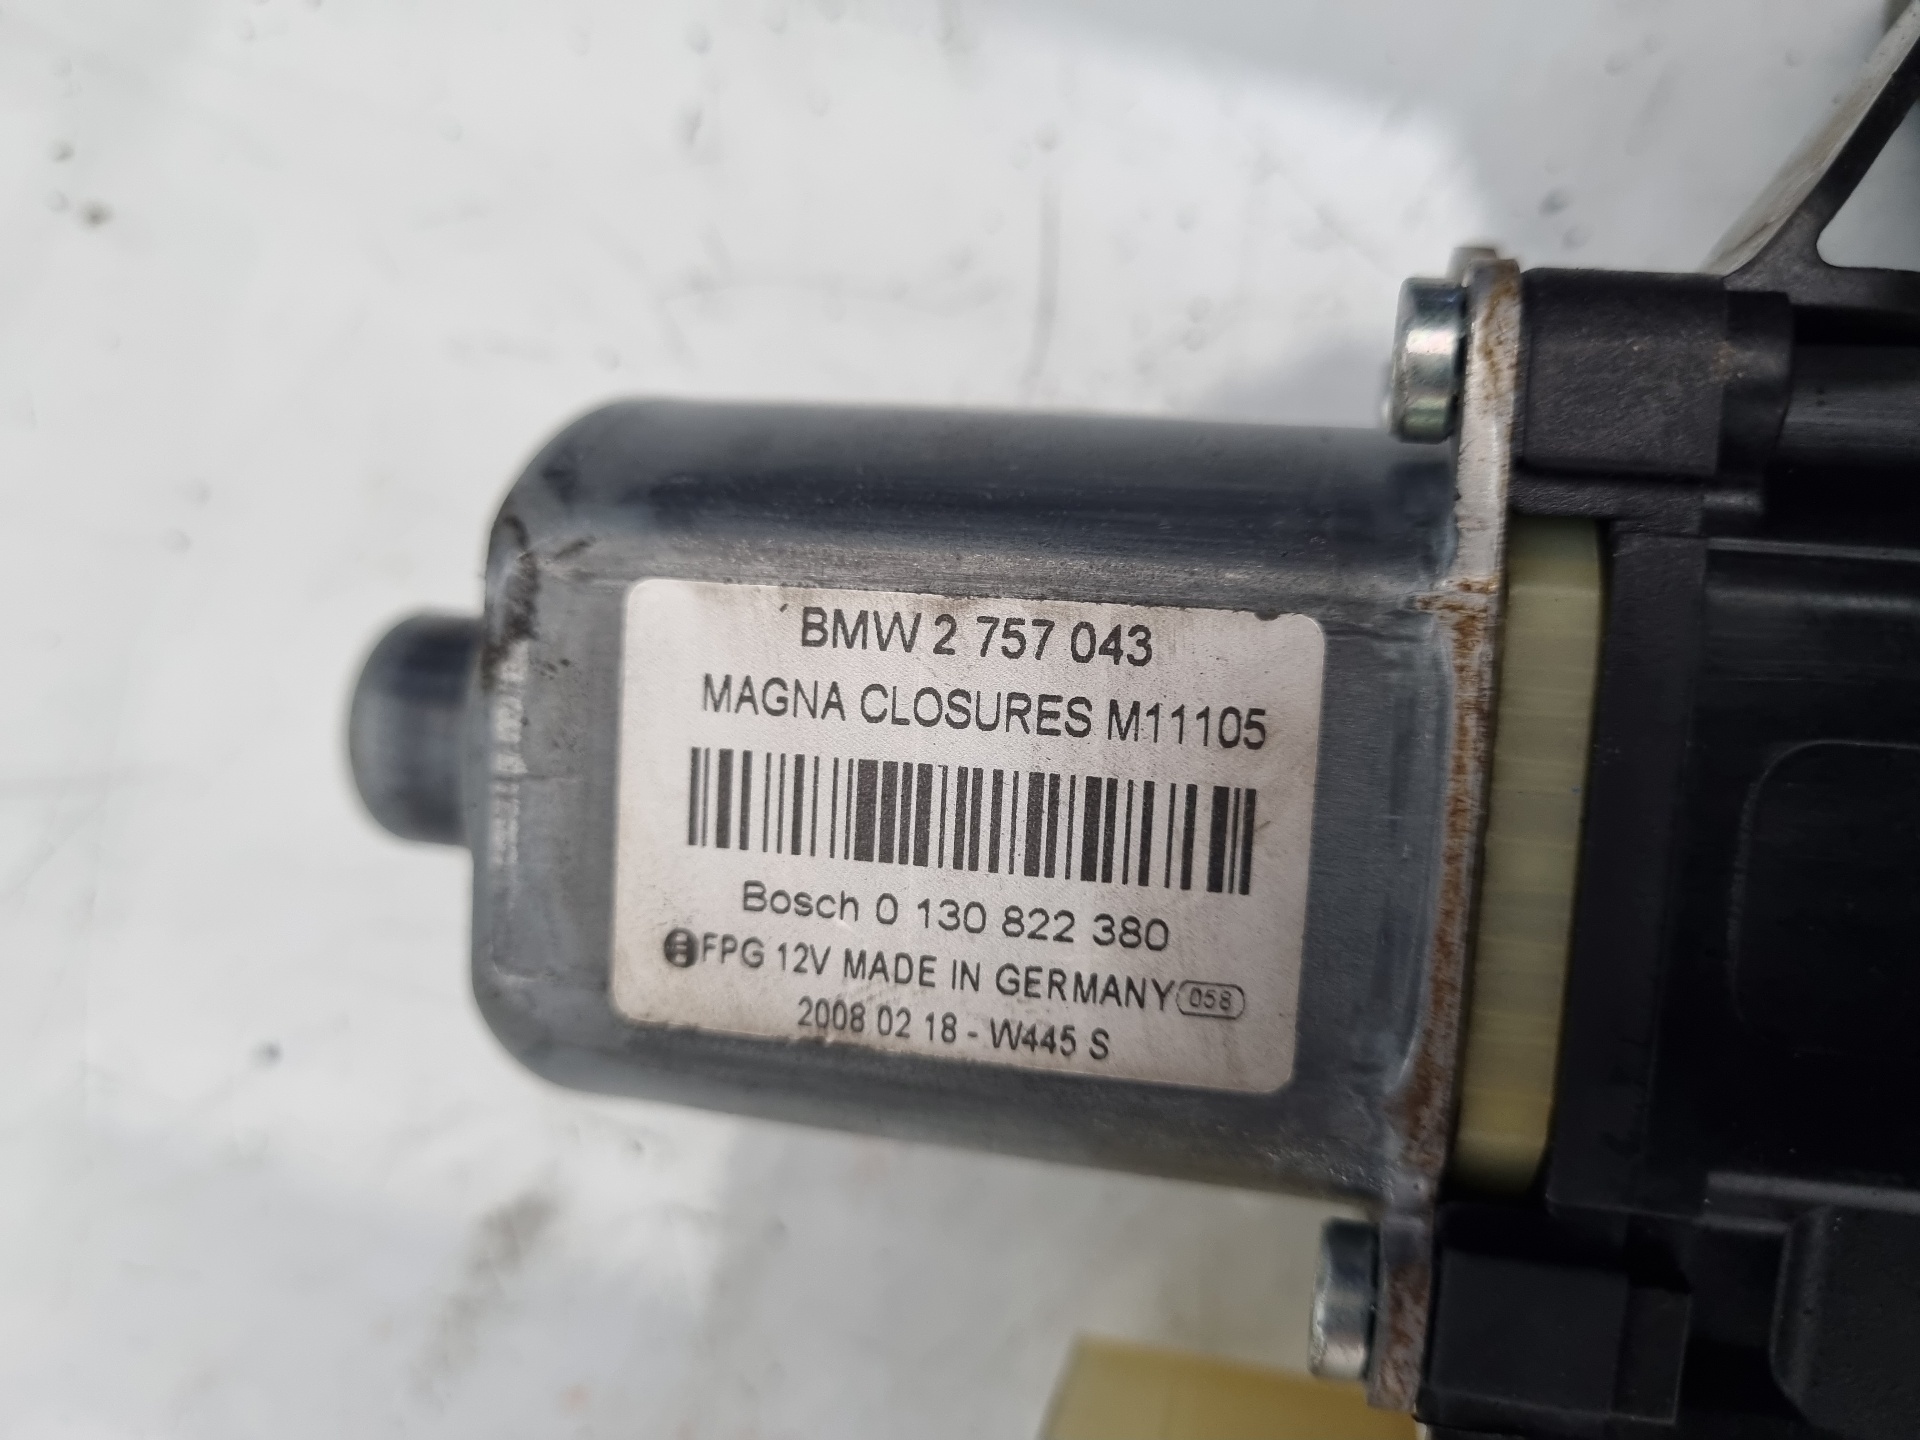 BMW 2 757 043
MAGNA CLOSURES M11105
Bosch 0 130 822 380
FPG 12V MADE IN GERMANY 058
2008 02 18 - W445 S